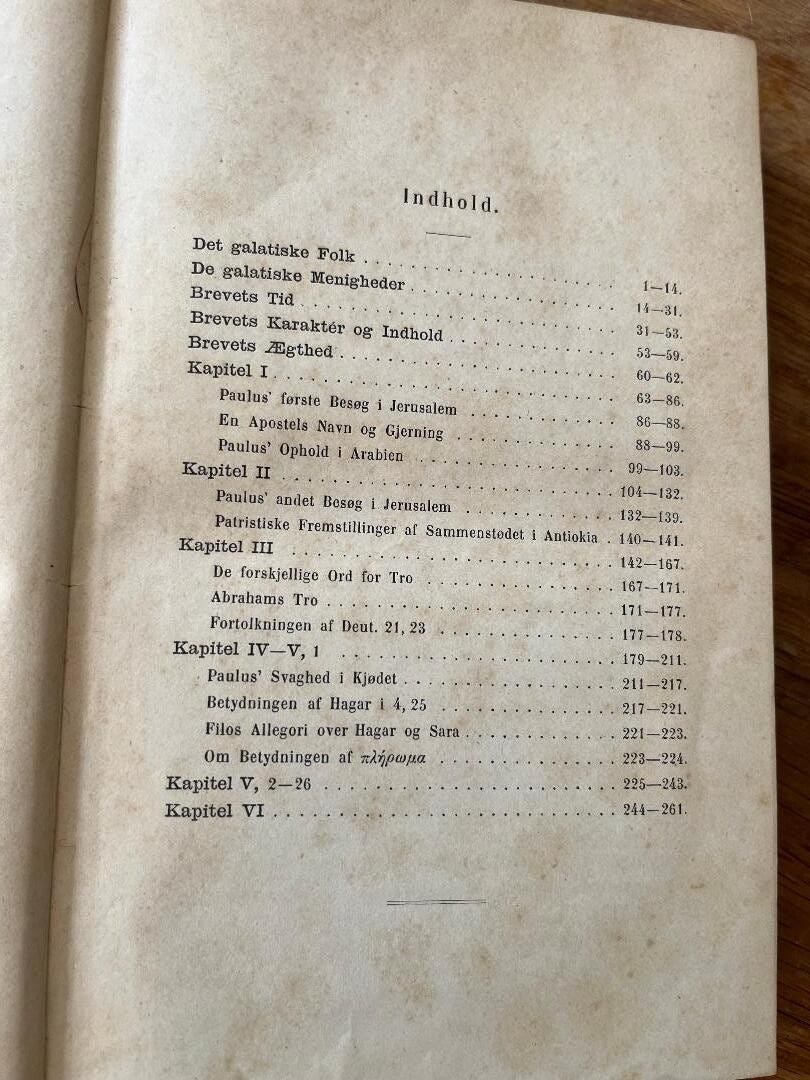 Indhold.
Det galatiske Folk . . . . . . . . . . . . . . . . . . . . 1—14.
De galatiske Menigheder . . . . . . . . . . . . . . . . . 14—31.
Brevets Tid . . . . . . . . . . . . . . . . . . . . . . . 31—53.
Brevets Karaktér og Indhold . . . . . . . . . . . . . . . 53—59.
Brevets Ægthed . . . . . . . . . . . . . . . . . . . . . 60—62.
Kapitel I . . . . . . . . . . . . . . . . . . . . . . . . 63—86.
Paulus' første Besøg i Jerusalem . . . . . . . . . . . . 86—88.
En Apostels Navn og Gjerning . . . . . . . . . . . . . . 88—99.
Paulus' Ophold i Arabien . . . . . . . . . . . . . . . . 99—103.
Kapitel II . . . . . . . . . . . . . . . . . . . . . . . 104—132.
Paulus' andet Besøg i Jerusalem . . . . . . . . . . . . 132—139.
Patristiske Fremstillinger af Sammenstødet i Antiokia . 140—141.
Kapitel III . . . . . . . . . . . . . . . . . . . . . . 142—167.
De forskjellige Ord for Tro . . . . . . . . . . . . . . 167—171.
Abrahams Tro . . . . . . . . . . . . . . . . . . . . . . 171—177.
Fortolkningen af Deut. 21, 23 . . . . . . . . . . . . . 177—178.
Kapitel IV—V, 1 . . . . . . . . . . . . . . . . . . . . 179—211.
Paulus' Svaghed i Kjødet . . . . . . . . . . . . . . . . 211—217.
Betydningen af Hagar i 4, 25 . . . . . . . . . . . . . . 217—221.
Filos Allegori over Hagar og Sara . . . . . . . . . . . 221—223.
Om Betydningen af πλήρωμα . . . . . . . . . . . . . . . 223—224.
Kapitel V, 2—26 . . . . . . . . . . . . . . . . . . . . 225—243.
Kapitel VI . . . . . . . . . . . . . . . . . . . . . . . 244—261.